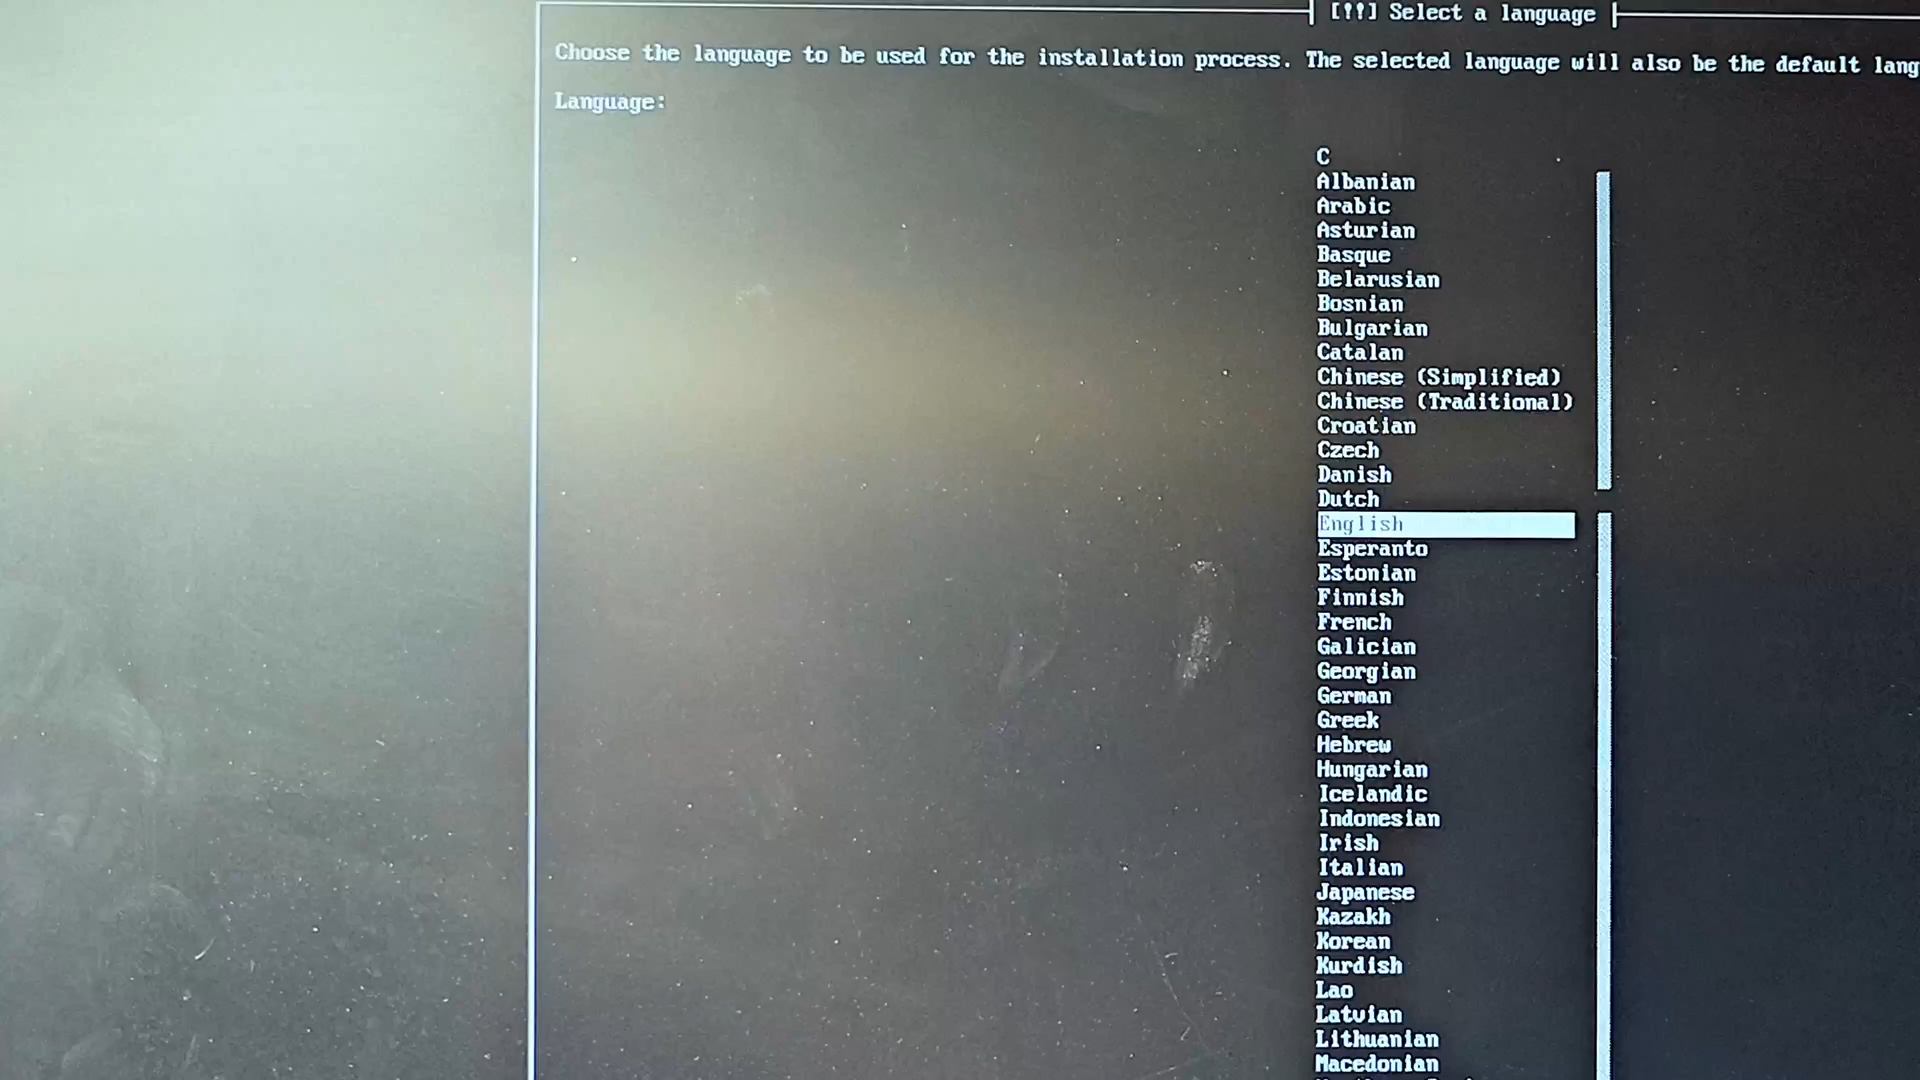 [!!] Select a language
Choose the language to be used for the installation process. The selected language will also be the default lang
Language:
C
Albanian
Arabic
Asturian
Basque
Belarusian
Bosnian
Bulgarian
Catalan
Chinese (Simplified)
Chinese (Traditional)
Croatian
Czech
Danish
Dutch
English
Esperanto
Estonian
Finnish
French
Galician
Georgian
German
Greek
Hebrew
Hungarian
Icelandic
Indonesian
Irish
Italian
Japanese
Kazakh
Korean
Kurdish
Lao
Latvian
Lithuanian
Macedonian